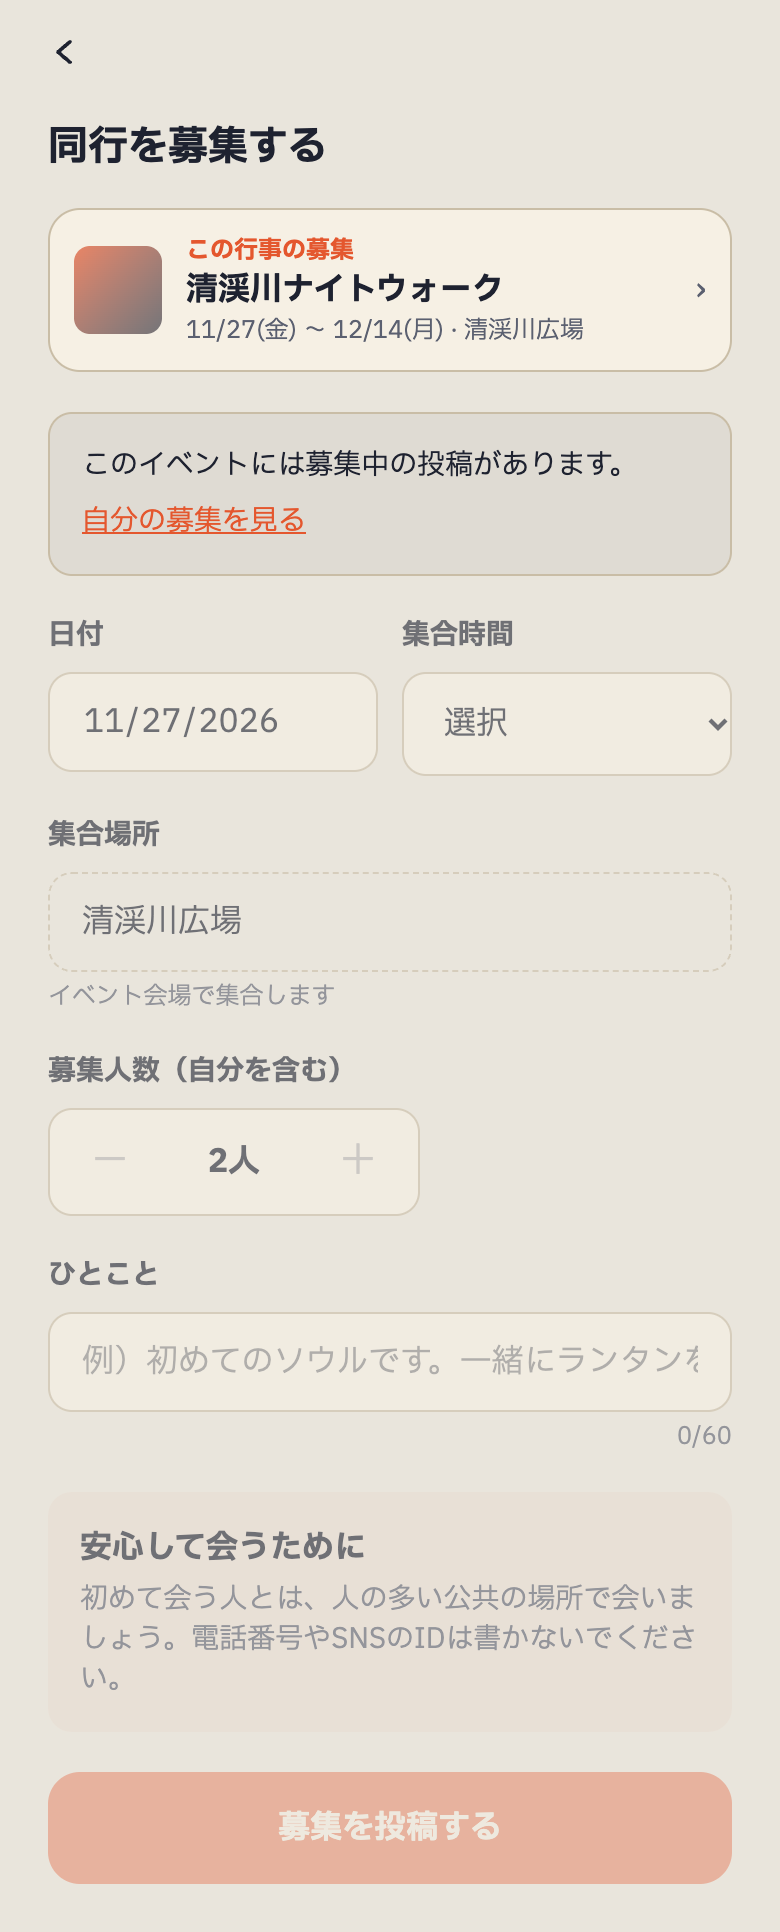 同行を募集する
この行事の募集
清渓川ナイトウォーク
11/27(金) ～ 12/14(月) · 清渓川広場
このイベントには募集中の投稿があります。
自分の募集を見る
日付
集合時間
11/27/2026
選択
集合場所
清渓川広場
イベント会場で集合します
募集人数（自分を含む）
2人
ひとこと
例）初めてのソウルです。一緒にランタンを
0/60
安心して会うために
初めて会う人とは、人の多い公共の場所で会いま
しょう。電話番号やSNSのIDは書かないでくださ
い。
募集を投稿する